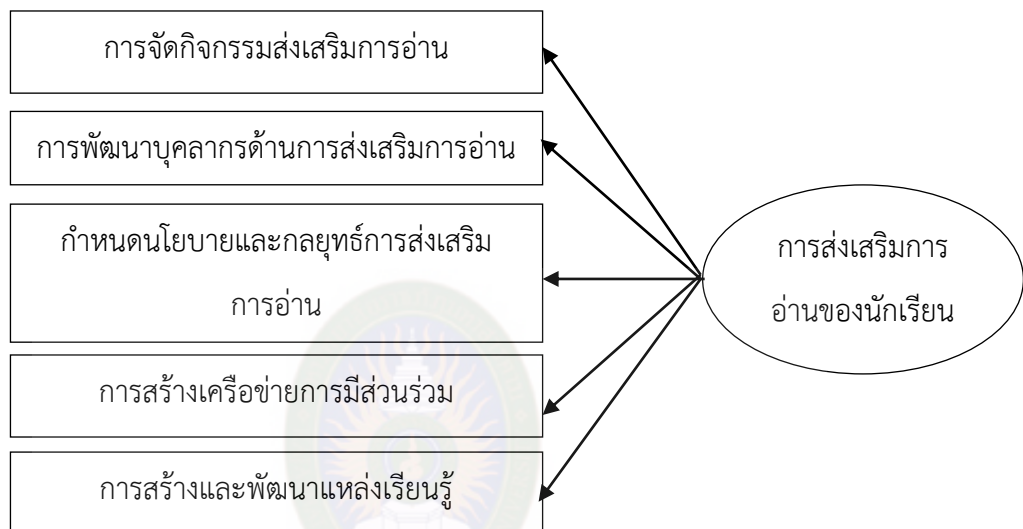 การจัดกิจกรรมส่งเสริมการอ่าน
การพัฒนาบุคลากรด้านการส่งเสริมการอ่าน
กำหนดนโยบายและกลยุทธ์การส่งเสริม
การอ่าน
การสร้างเครือข่ายการมีส่วนร่วม
การสร้างและพัฒนาแหล่งเรียนรู้
การส่งเสริมการ
อ่านของนักเรียน